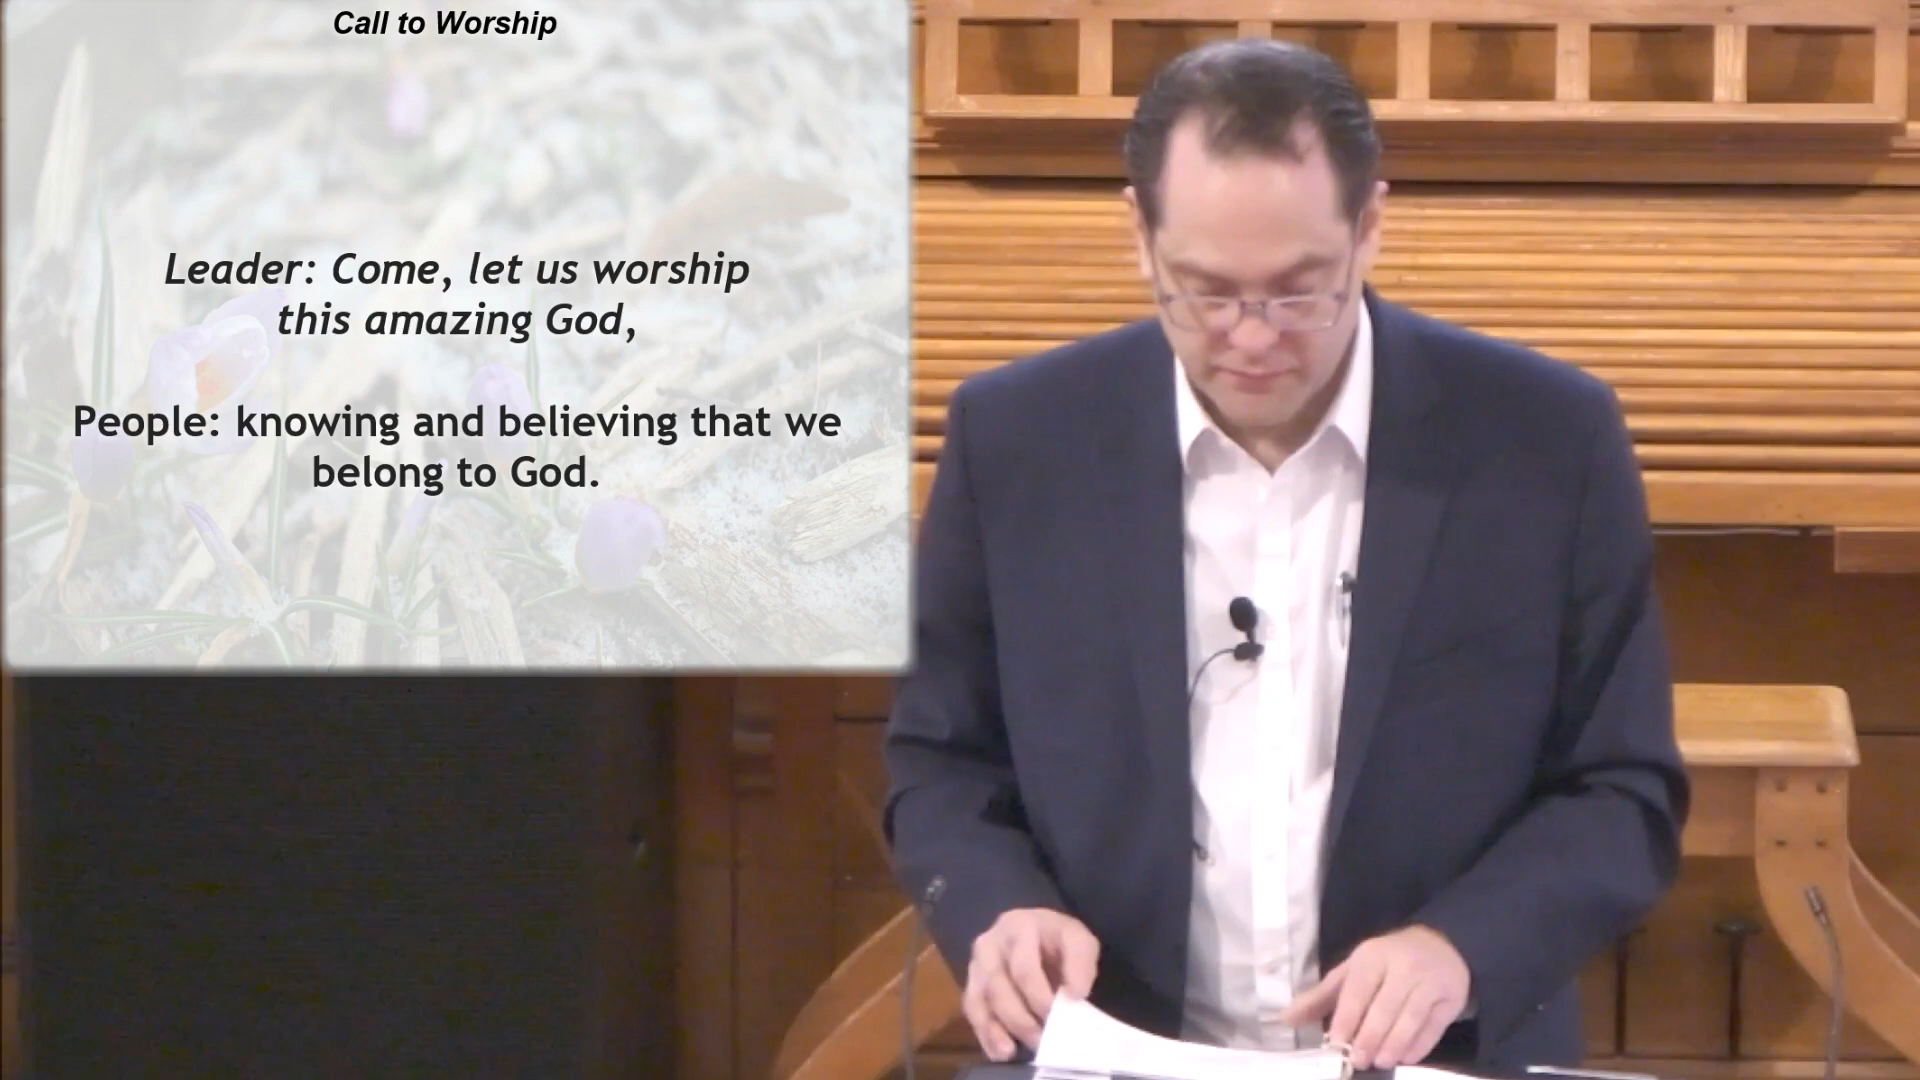 Call to Worship
Leader: Come, let us worship
this amazing God,
People: knowing and believing that we
belong to God.